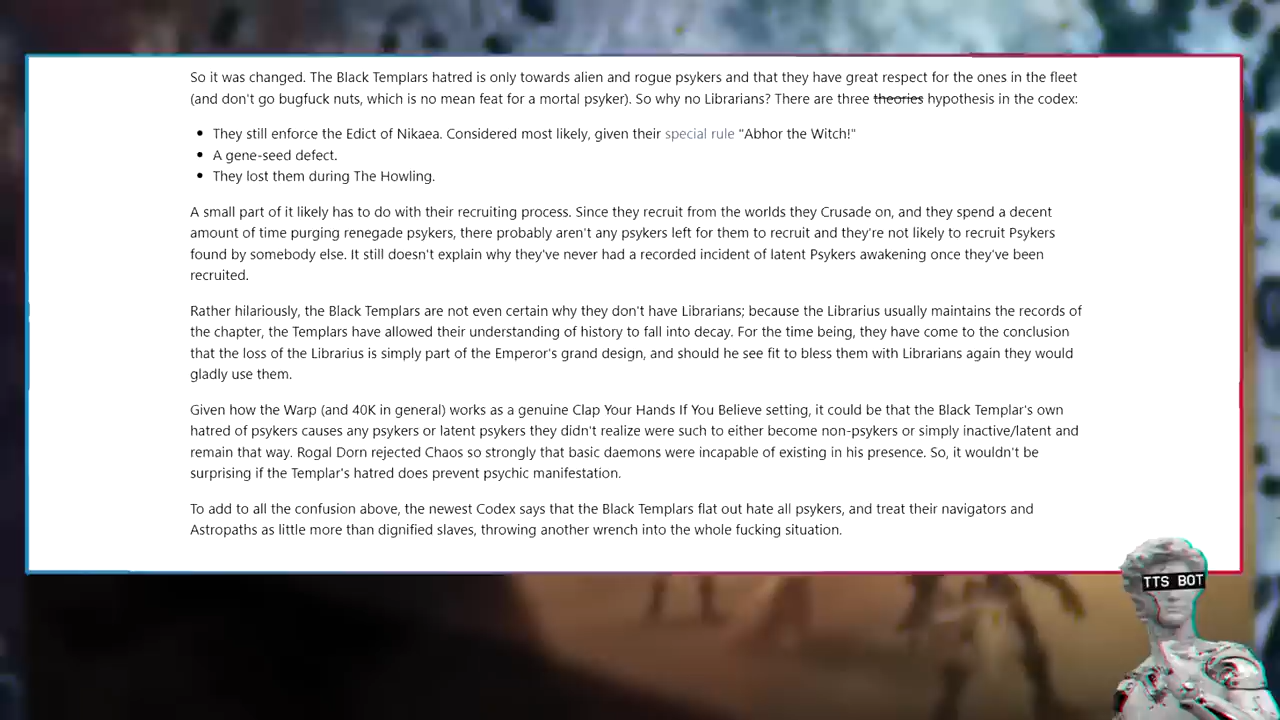 So it was changed. The Black Templars hatred is only towards alien and rogue psykers and that they have great respect for the ones in the fleet
(and don't go bugfuck nuts, which is no mean feat for a mortal psyker). So why no Librarians? There are three theories hypothesis in the codex:
• They still enforce the Edict of Nikaea. Considered most likely, given their special rule "Abhor the Witch!"
• A gene-seed defect.
• They lost them during The Howling.
A small part of it likely has to do with their recruiting process. Since they recruit from the worlds they Crusade on, and they spend a decent
amount of time purging renegade psykers, there probably aren't any psykers left for them to recruit and they're not likely to recruit Psykers
found by somebody else. It still doesn't explain why they've never had a recorded incident of latent Psykers awakening once they've been
recruited.
Rather hilariously, the Black Templars are not even certain why they don't have Librarians; because the Librarius usually maintains the records of
the chapter, the Templars have allowed their understanding of history to fall into decay. For the time being, they have come to the conclusion
that the loss of the Librarius is simply part of the Emperor's grand design, and should he see fit to bless them with Librarians again they would
gladly use them.
Given how the Warp (and 40K in general) works as a genuine Clap Your Hands If You Believe setting, it could be that the Black Templar's own
hatred of psykers causes any psykers or latent psykers they didn't realize were such to either become non-psykers or simply inactive/latent and
remain that way. Rogal Dorn rejected Chaos so strongly that basic daemons were incapable of existing in his presence. So, it wouldn't be
surprising if the Templar's hatred does prevent psychic manifestation.
To add to all the confusion above, the newest Codex says that the Black Templars flat out hate all psykers, and treat their navigators and
Astropaths as little more than dignified slaves, throwing another wrench into the whole fucking situation.
TTS BOT